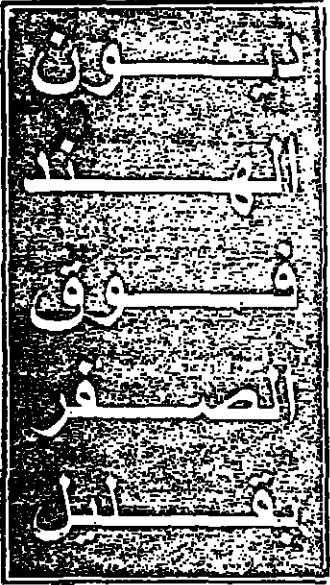 ديون
الهند
فوق
الصفر
بقليل